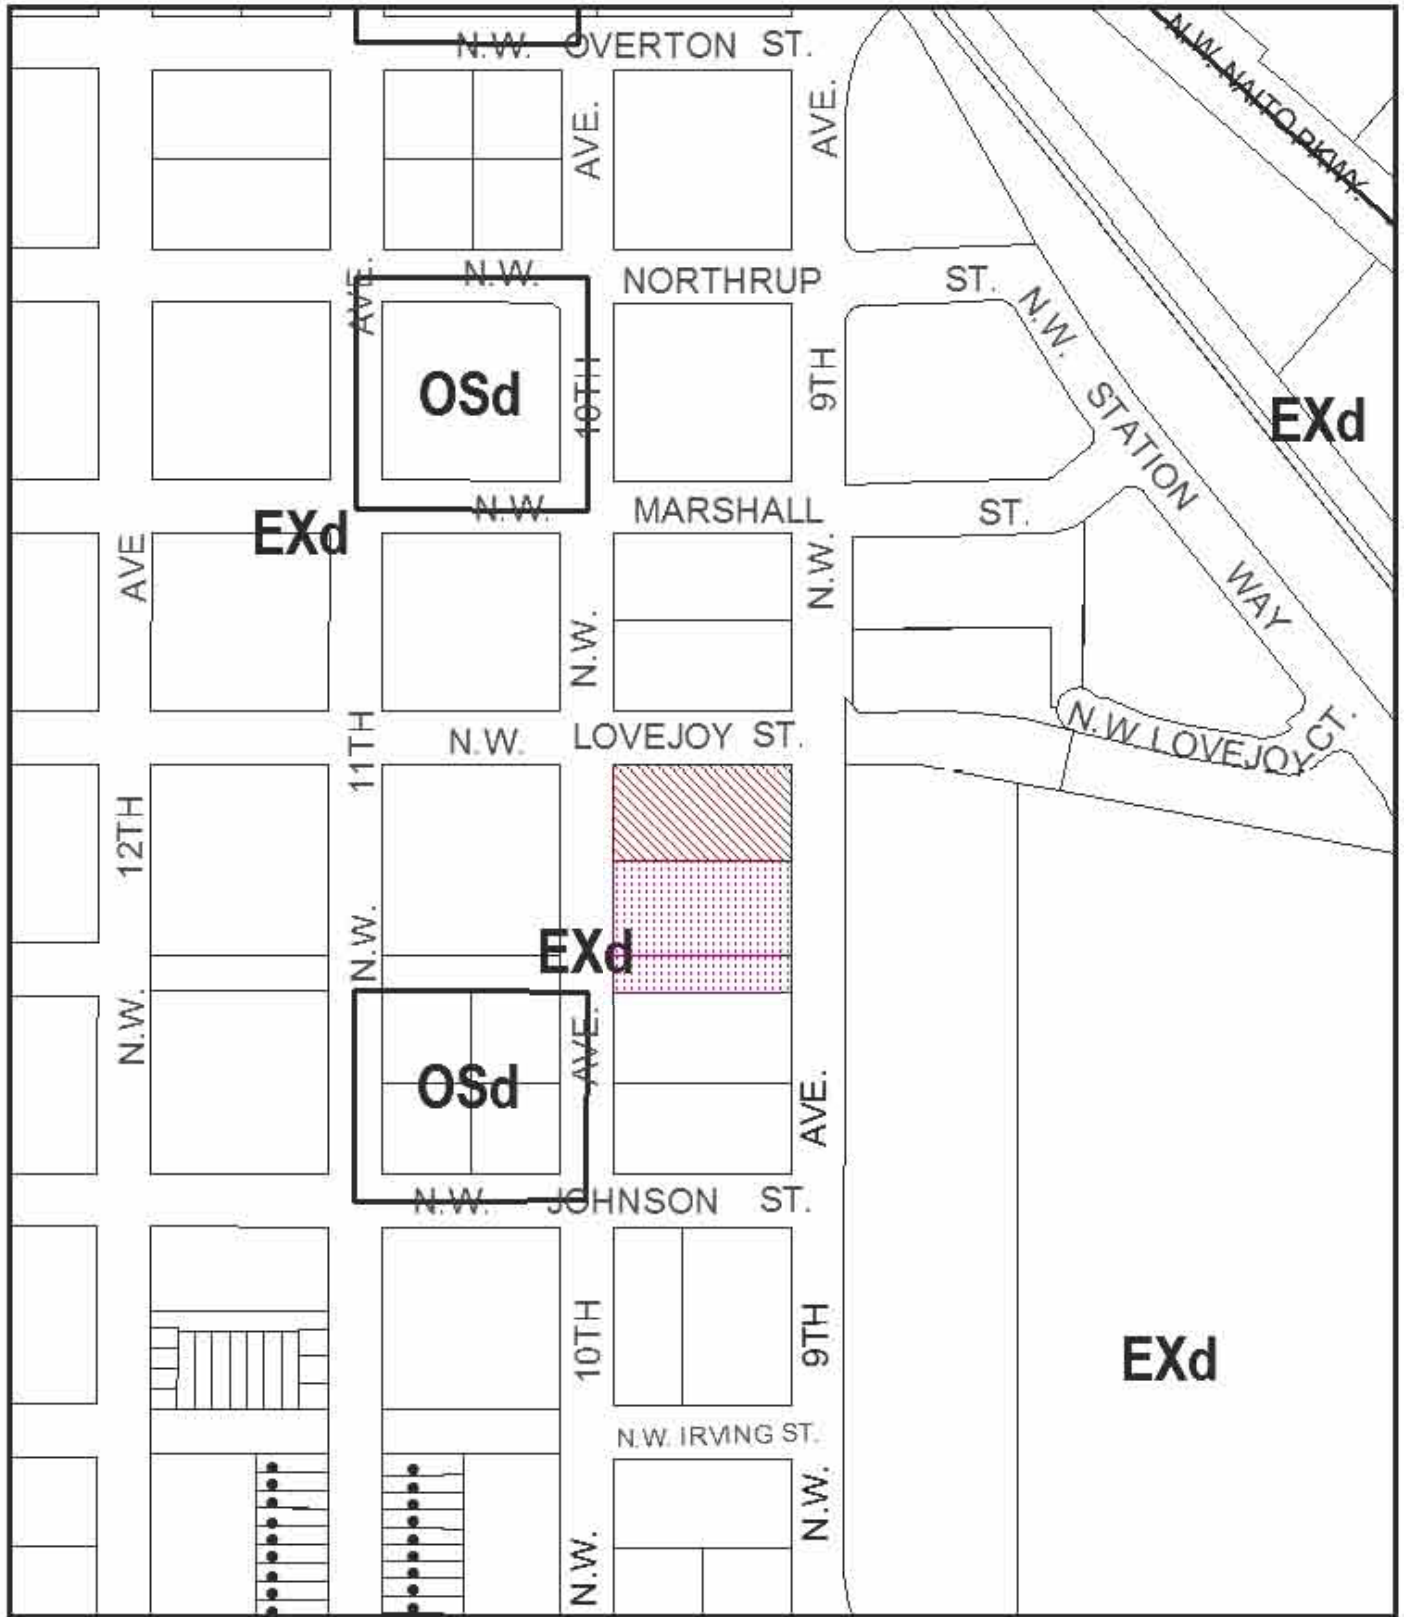 N.W. OVERTON ST.
N.W. NAITO PKWY.
AVE.
AVE.
AVE.
N.W. NORTHRUP ST.
N.W. STATION WAY
OSd
10TH
9TH
EXd
N.W. MARSHALL ST.
EXd
AVE
N.W.
N.W.
11TH
N.W. LOVEJOY ST.
N.W. LOVEJOY CT.
12TH
N.W.
EXd
N.W.
AVE.
OSd
AVE.
N.W. JOHNSON ST.
10TH
9TH
EXd
N.W. IRVING ST.
N.W.
N.W.